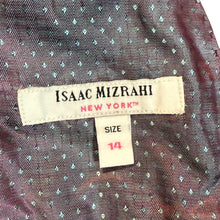 ISAAC MIZRAHI
NEW YORK™
SIZE
14